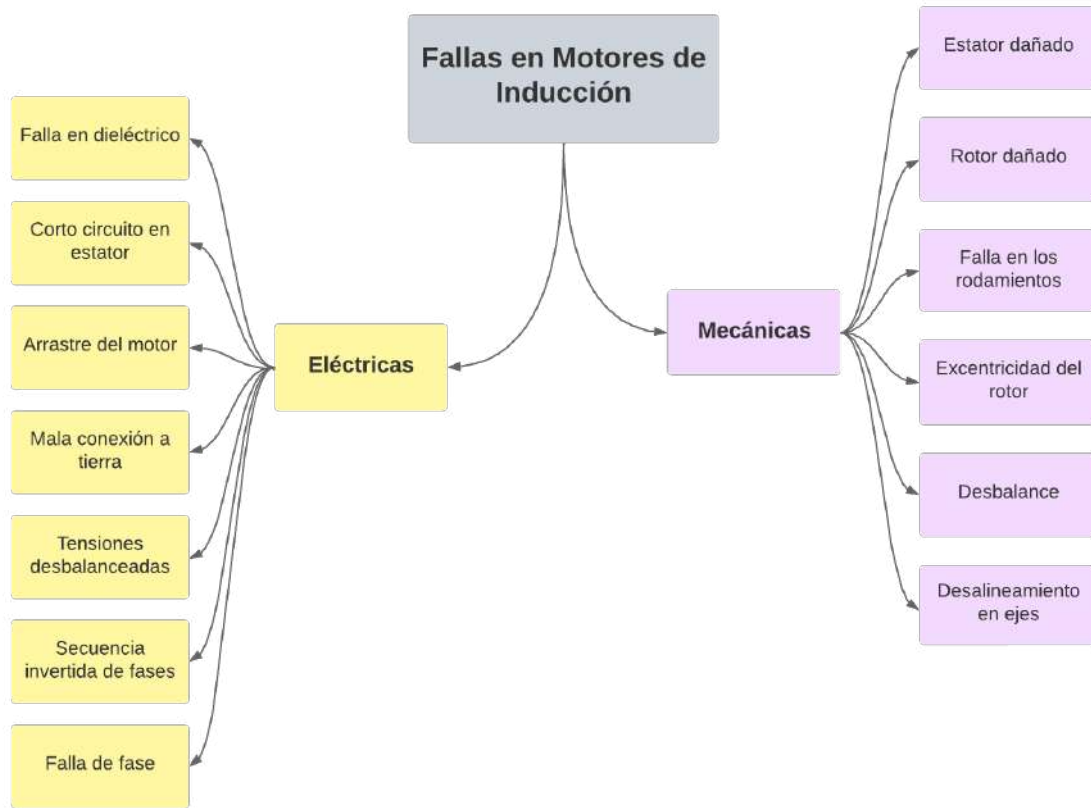 Fallas en Motores de
Inducción
Eléctricas
Falla en dieléctrico
Corto circuito en
estator
Arrastre del motor
Mala conexión a
tierra
Tensiones
desbalanceadas
Secuencia
invertida de fases
Falla de fase
Mecánicas
Estator dañado
Rotor dañado
Falla en los
rodamientos
Excentricidad del
rotor
Desbalance
Desalineamiento
en ejes